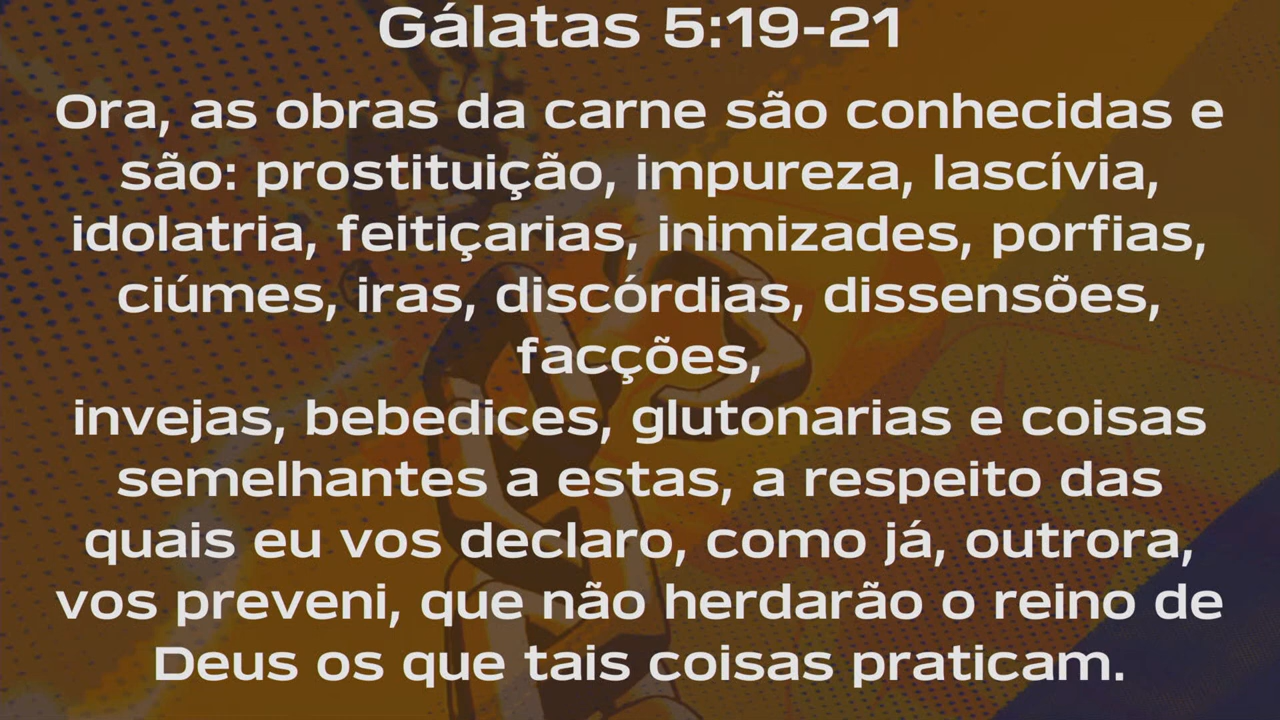 Gálatas 5:19-21
Ora, as obras da carne são conhecidas e
são: prostituição, impureza, lascívia,
idolatria, feitiçarias, inimizades, porfias,
ciúmes, iras, discórdias, dissensões,
facções,
invejas, bebedices, glutonarias e coisas
semelhantes a estas, a respeito das
quais eu vos declaro, como já, outrora,
vos preveni, que não herdarão o reino de
Deus os que tais coisas praticam.